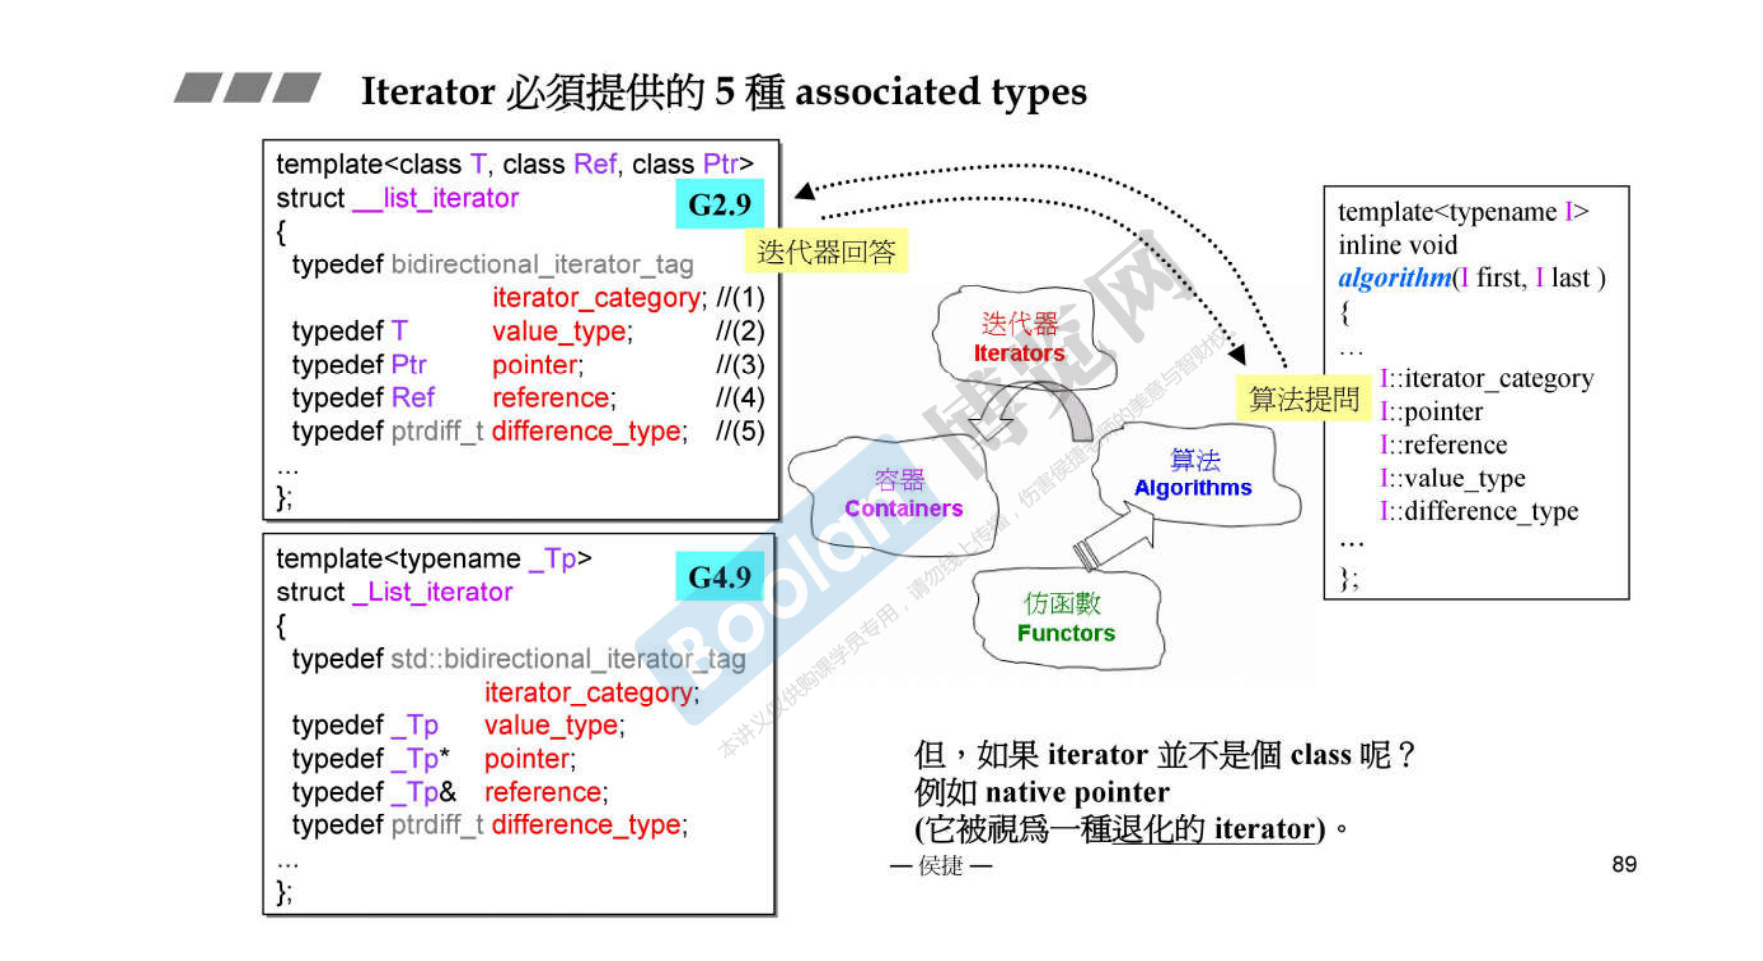 Iterator 必須提供的 5 種 associated types
template<class T, class Ref, class Ptr>
struct __list_iterator
G2.9
{
typedef bidirectional_iterator_tag
iterator_category; //(1)
typedef T value_type; //(2)
typedef Ptr pointer; //(3)
typedef Ref reference; //(4)
typedef ptrdiff_t difference_type; //(5)
...
};
template<typename _Tp>
struct _List_iterator
G4.9
{
typedef std::bidirectional_iterator_tag
iterator_category;
typedef _Tp value_type;
typedef _Tp* pointer;
typedef _Tp& reference;
typedef ptrdiff_t difference_type;
...
};
迭代器回答
算法提問
迭代器
Iterators
容器
Containers
算法
Algorithms
仿函數
Functors
template<typename I>
inline void
algorithm(I first, I last )
{
...
I::iterator_category
I::pointer
I::reference
I::value_type
I::difference_type
...
};
但，如果 iterator 並不是個 class 呢？
例如 native pointer
(它被視爲一種退化的 iterator)。
— 侯捷 —
89
Boolan 博览网
本讲义仅供购课学员专用，请勿线上传播，伤害侯捷老师的美意与智财权。